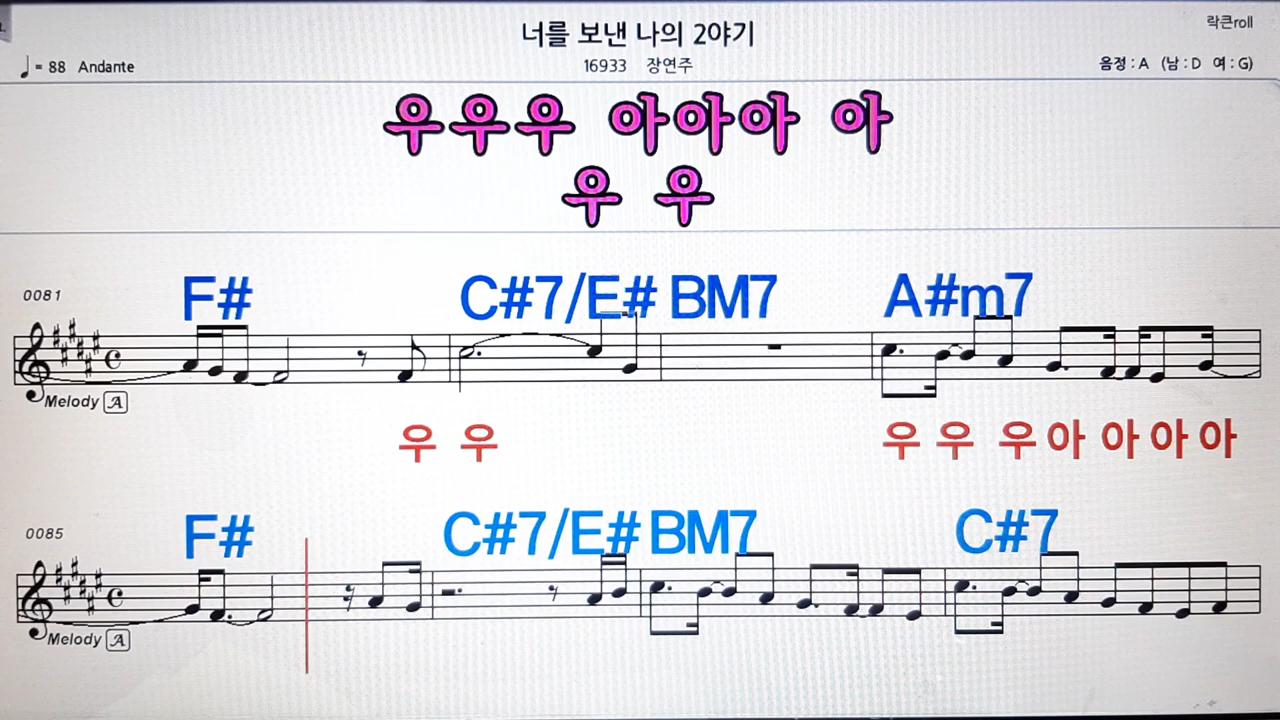 너를 보낸 나의 2야기
락큰roll
= 88 Andante
16933 장연주
음정 : A (남 : D 여 : G)
우우우 아아아 아
우 우
F# C#7/E# BM7 A#m7
0081
Melody A
우 우 우 우 우 아 아 아 아
F# C#7/E# BM7 C#7
0085
Melody A